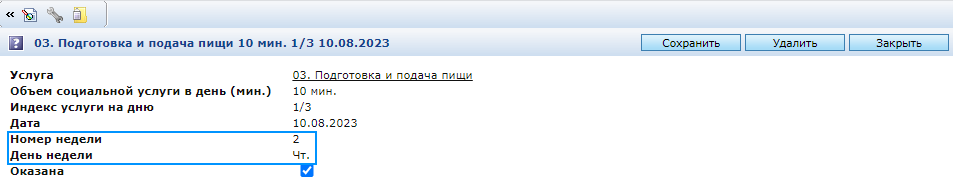 «
? 03. Подготовка и подача пищи 10 мин. 1/3 10.08.2023 Сохранить Удалить Закрыть
Услуга 03. Подготовка и подача пищи
Объем социальной услуги в день (мин.) 10 мин.
Индекс услуги на дню 1/3
Дата 10.08.2023
Номер недели 2
День недели Чт.
Оказана